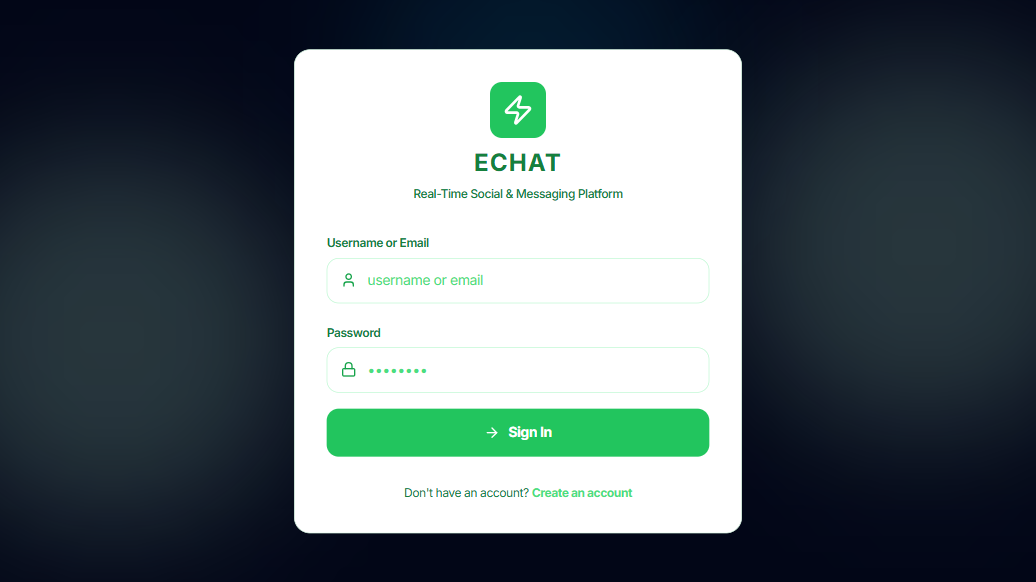 ECHAT
Real-Time Social & Messaging Platform
Username or Email
username or email
Password
••••••••
Sign In
Don't have an account? Create an account